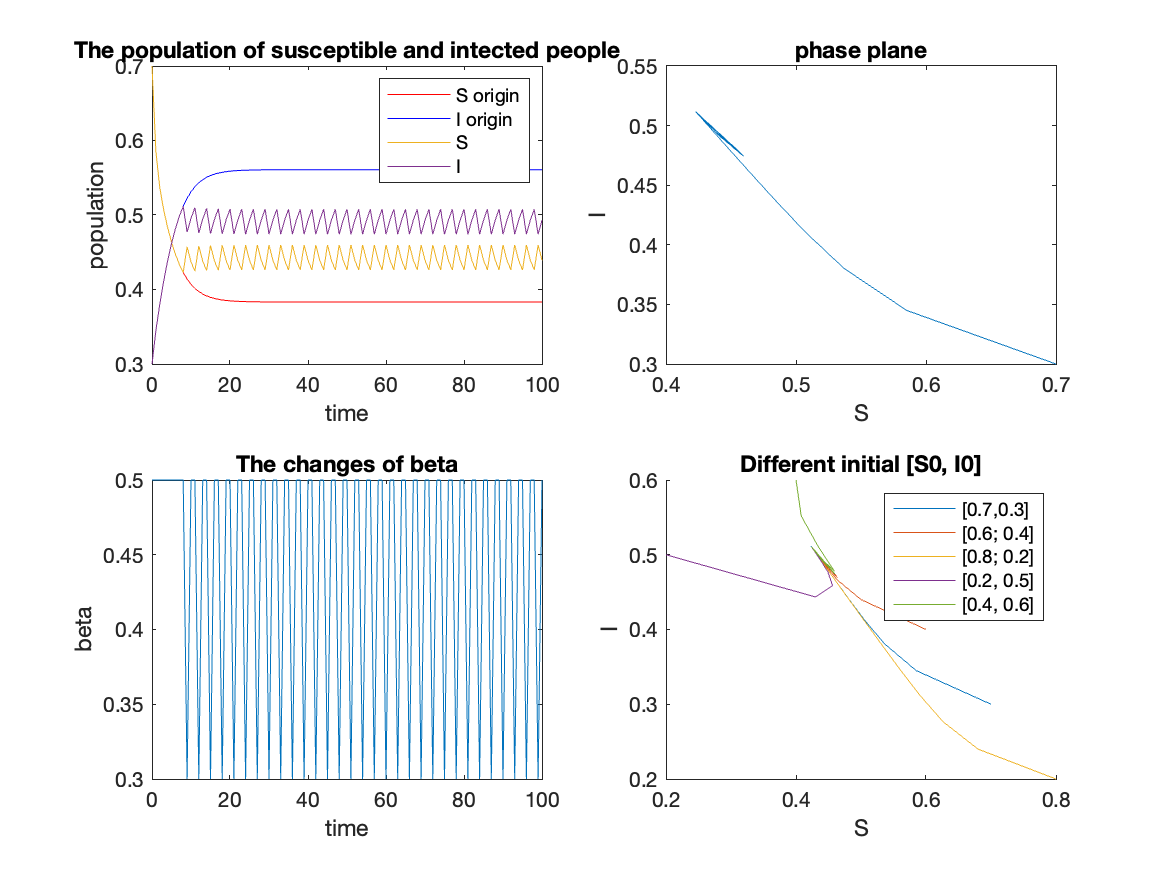 The population of susceptible and intected people
0.7
0.6
0.5
0.4
0.3
population
0
20
40
60
80
100
time
S origin
I origin
S
I
phase plane
0.55
0.5
0.45
0.4
0.35
0.3
I
0.4
0.5
0.6
0.7
S
The changes of beta
0.5
0.45
0.4
0.35
0.3
beta
0
20
40
60
80
100
time
Different initial [S0, I0]
0.6
0.5
0.4
0.3
0.2
I
0.2
0.4
0.6
0.8
S
[0.7,0.3]
[0.6; 0.4]
[0.8; 0.2]
[0.2, 0.5]
[0.4, 0.6]